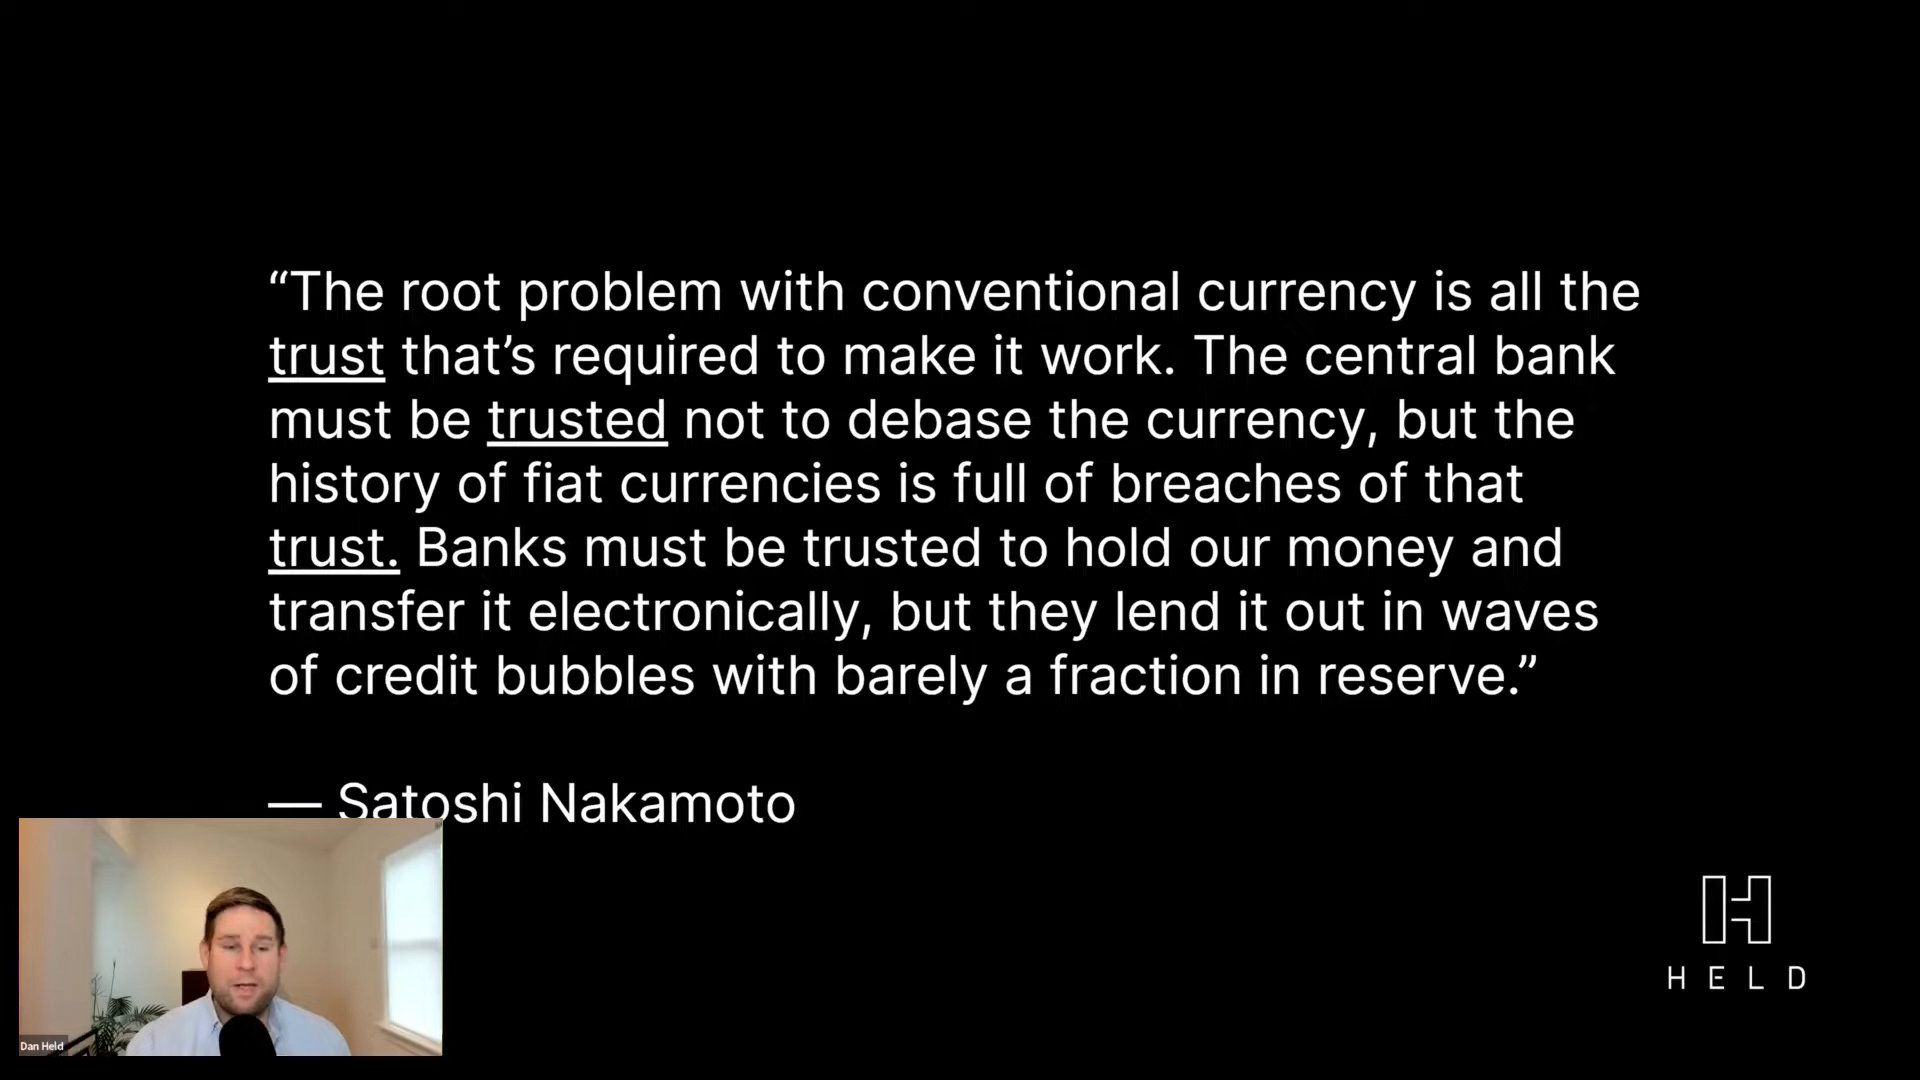 “The root problem with conventional currency is all the
trust that’s required to make it work. The central bank
must be trusted not to debase the currency, but the
history of fiat currencies is full of breaches of that
trust. Banks must be trusted to hold our money and
transfer it electronically, but they lend it out in waves
of credit bubbles with barely a fraction in reserve.”
— Satoshi Nakamoto
HELD
Dan Held